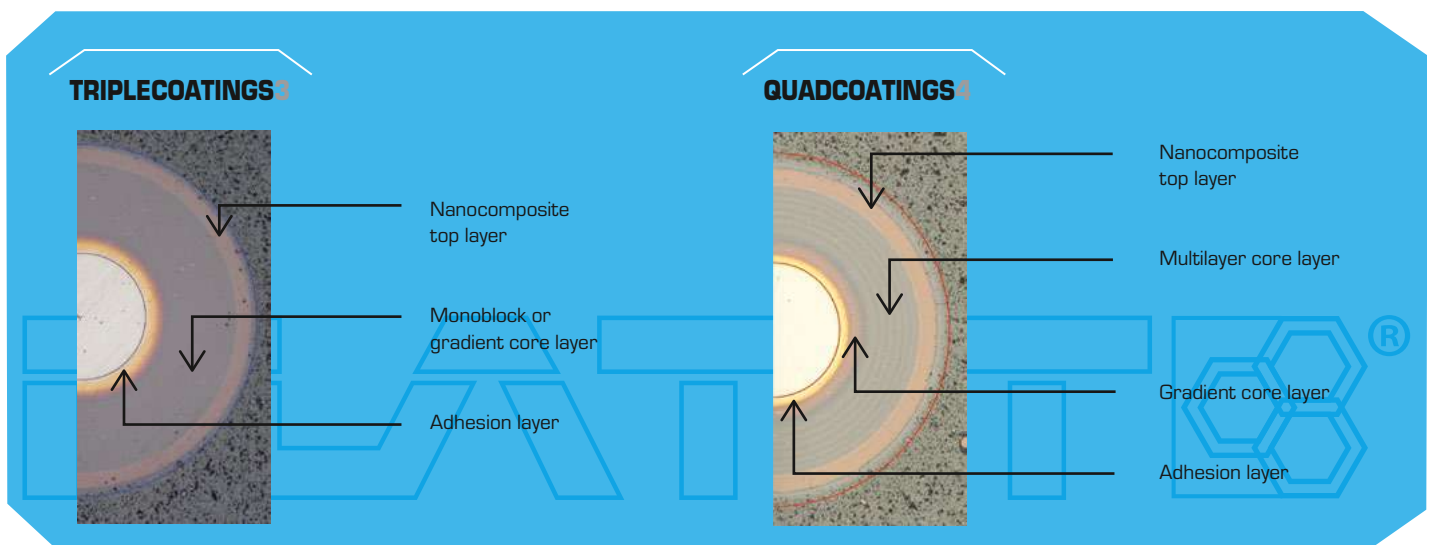 TRIPLECOATINGS3
Nanocomposite
top layer
Monoblock or
gradient core layer
Adhesion layer
QUADCOATINGS4
Nanocomposite
top layer
Multilayer core layer
Gradient core layer
Adhesion layer
®